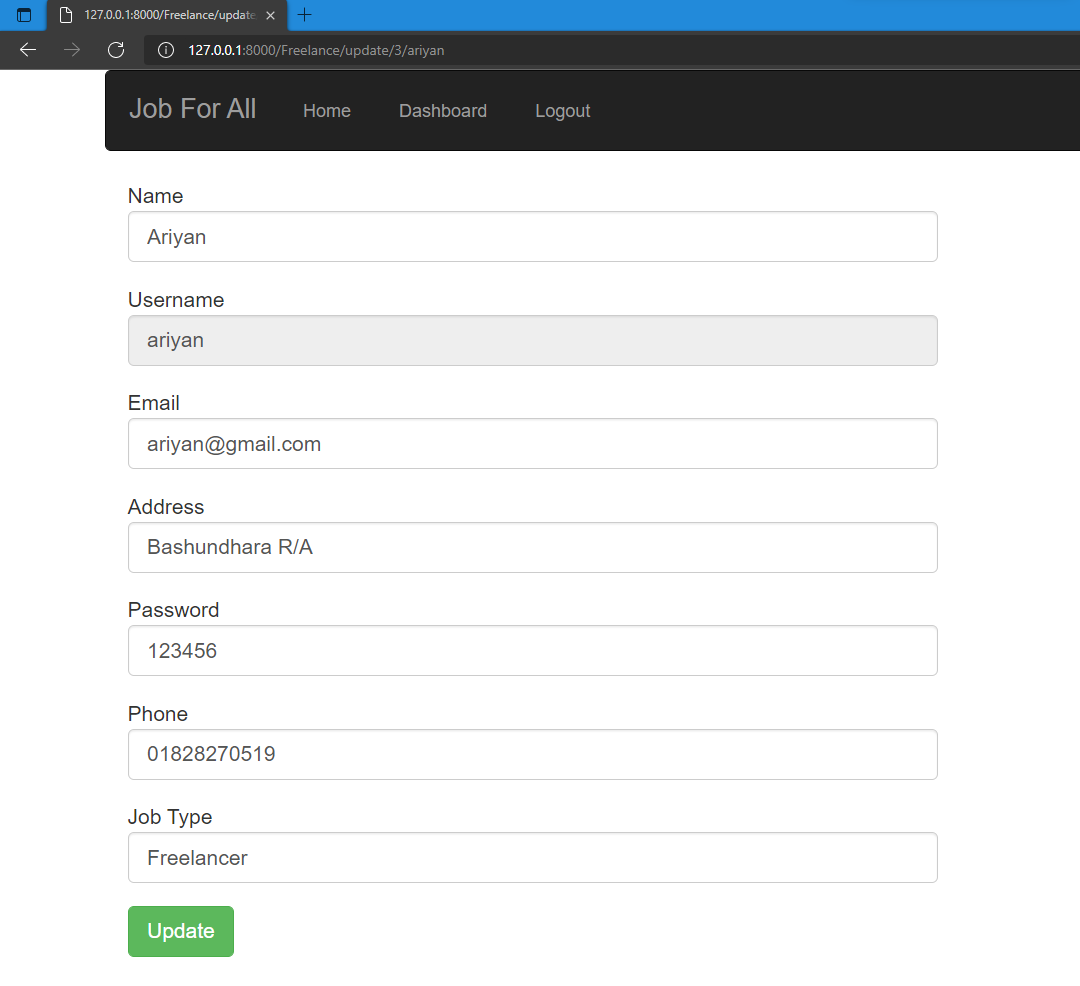 127.0.0.1:8000/Freelance/update
127.0.0.1:8000/Freelance/update/3/ariyan
Job For All Home Dashboard Logout
Name
Ariyan
Username
ariyan
Email
ariyan@gmail.com
Address
Bashundhara R/A
Password
123456
Phone
01828270519
Job Type
Freelancer
Update